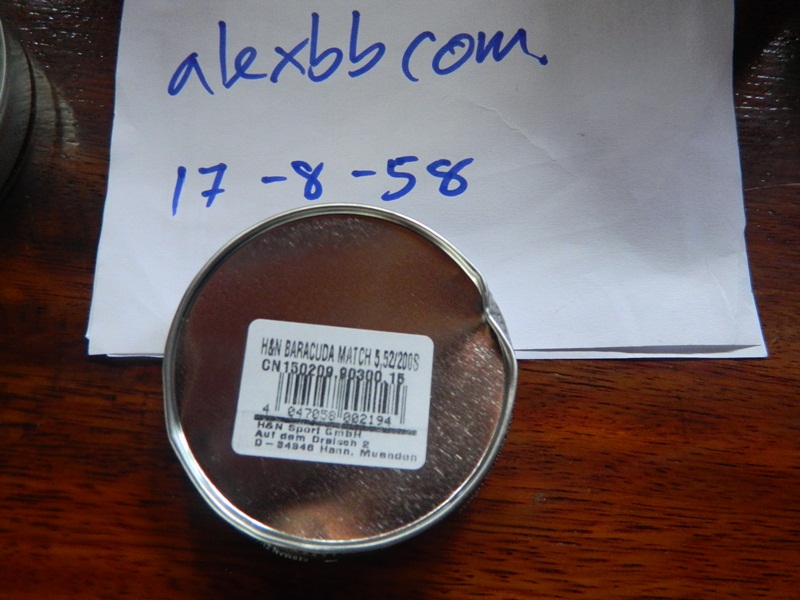 alexbb com.
17-8-58
H&N BARACUDA MATCH 5,52/200S
CN150209.90300.15
4 047058 002194
H&N Sport GmbH
Auf dem Dreisch 2
D-34346 Hann. Muenden